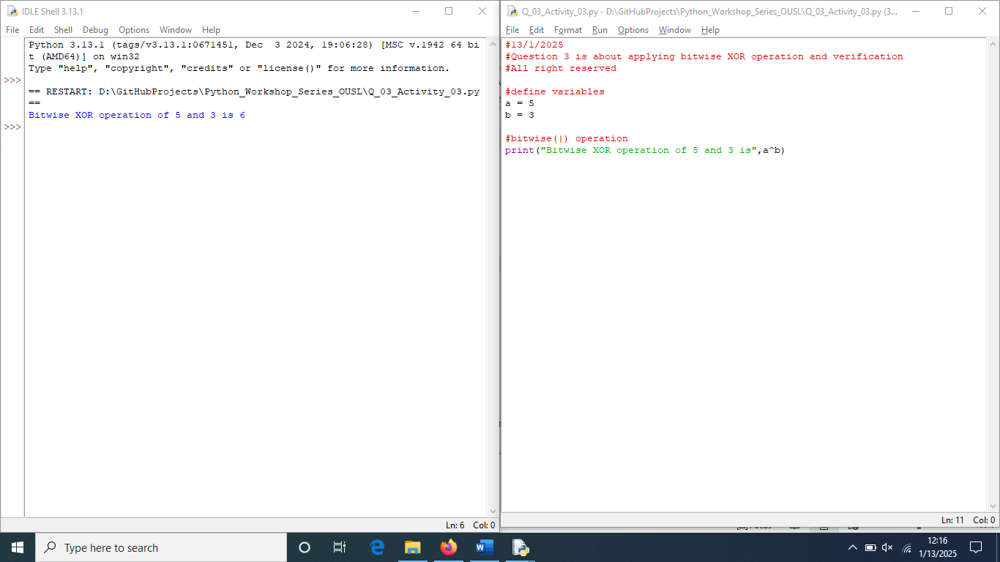 IDLE Shell 3.13.1
File Edit Shell Debug Options Window Help
Python 3.13.1 (tags/v3.13.1:0671451, Dec  3 2024, 19:06:28) [MSC v.1942 64 bi
t (AMD64)] on win32
Type "help", "copyright", "credits" or "license()" for more information.
>>>
== RESTART: D:\GitHubProjects\Python_Workshop_Series_OUSL\Q_03_Activity_03.py
==
Bitwise XOR operation of 5 and 3 is 6
>>>
Ln: 6 Col: 0
Q_03_Activity_03.py - D:\GitHubProjects\Python_Workshop_Series_OUSL\Q_03_Activity_03.py (3...
File Edit Format Run Options Window Help
#13/1/2025
#Question 3 is about applying bitwise XOR operation and verification
#All right reserved
#define variables
a = 5
b = 3
#bitwise(|) operation
print("Bitwise XOR operation of 5 and 3 is",a^b)
Ln: 11 Col: 0
Type here to search
12:16
1/13/2025